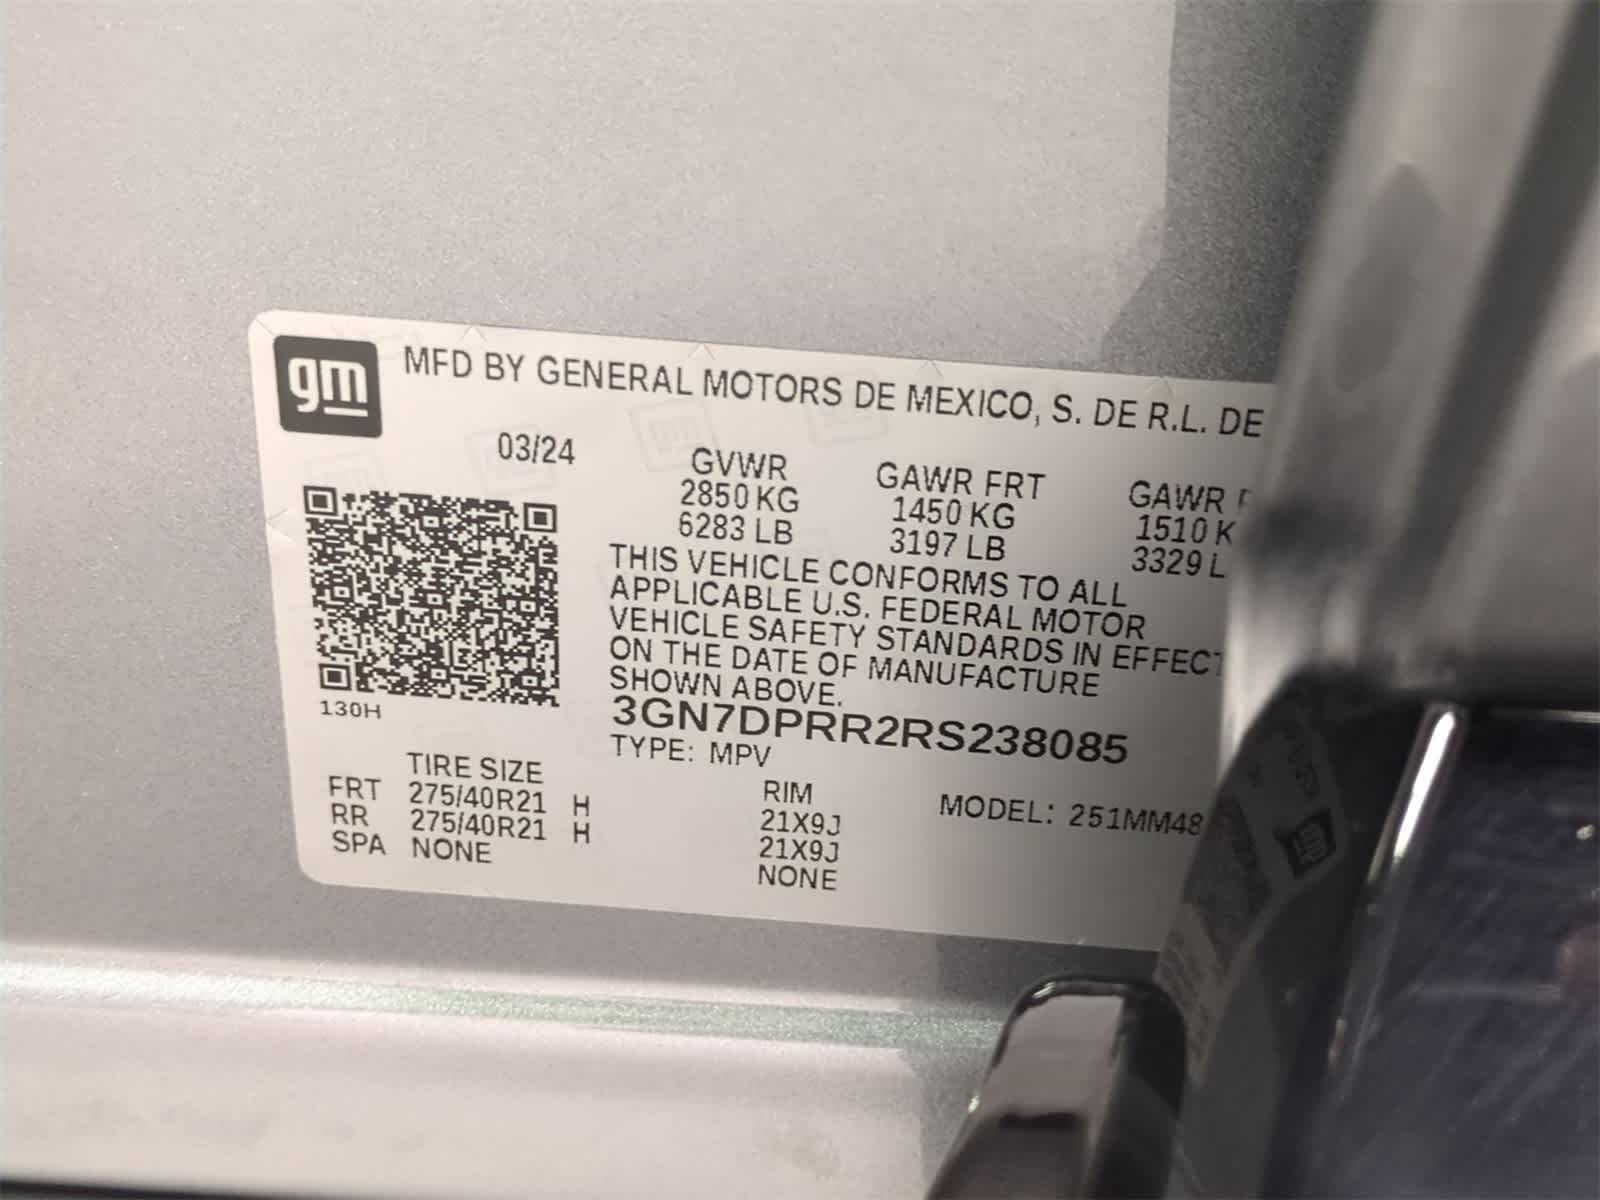 gm
MFD BY GENERAL MOTORS DE MEXICO, S. DE R.L. DE
03/24
GVWR GAWR FRT GAWR
2850 KG 1450 KG 1510 K
6283 LB 3197 LB 3329 L
THIS VEHICLE CONFORMS TO ALL
APPLICABLE U.S. FEDERAL MOTOR
VEHICLE SAFETY STANDARDS IN EFFECT
ON THE DATE OF MANUFACTURE
SHOWN ABOVE.
3GN7DPRR2RS238085
130H
TYPE: MPV
TIRE SIZE RIM MODEL: 251MM48
FRT 275/40R21 H 21X9J
RR 275/40R21 H 21X9J
SPA NONE NONE